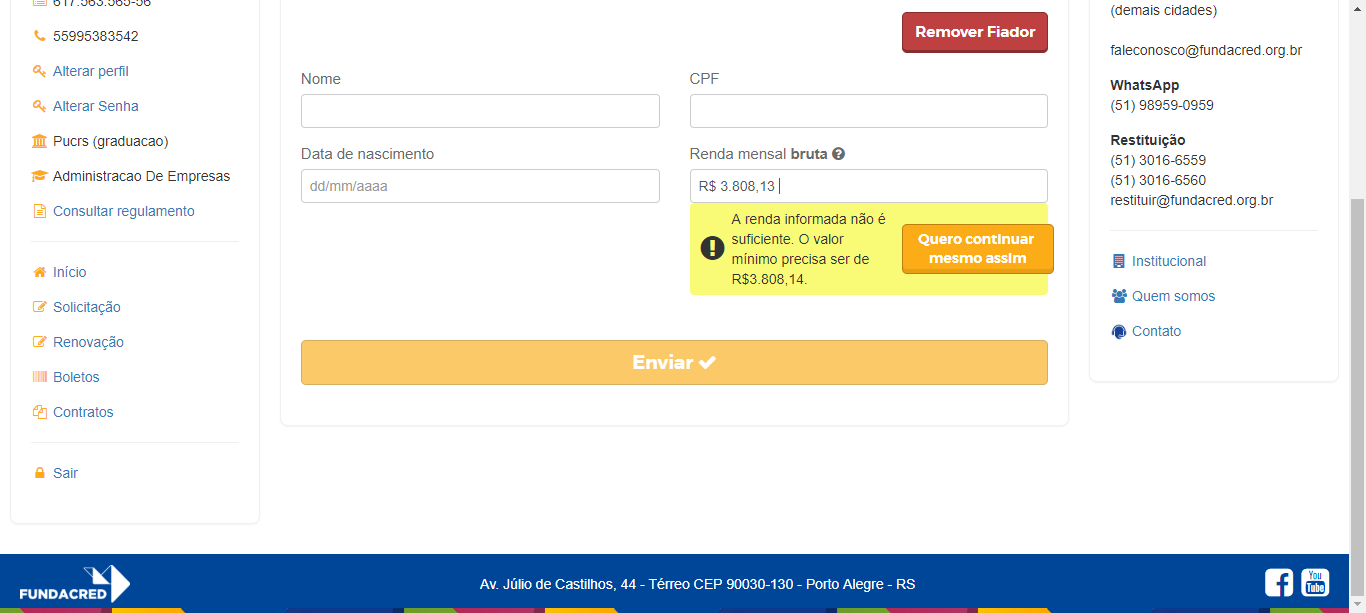 617.563.565-56
55995383542
Alterar perfil
Alterar Senha
Pucrs (graduacao)
Administracao De Empresas
Consultar regulamento
Início
Solicitação
Renovação
Boletos
Contratos
Sair
Remover Fiador
Nome
CPF
Data de nascimento
dd/mm/aaaa
Renda mensal bruta
R$ 3.808,13
A renda informada não é
suficiente. O valor
mínimo precisa ser de
R$3.808,14.
Quero continuar
mesmo assim
Enviar
(demais cidades)
faleconosco@fundacred.org.br
WhatsApp
(51) 98959-0959
Restituição
(51) 3016-6559
(51) 3016-6560
restituir@fundacred.org.br
Institucional
Quem somos
Contato
FUNDACRED
Av. Júlio de Castilhos, 44 - Térreo CEP 90030-130 - Porto Alegre - RS
You
Tube